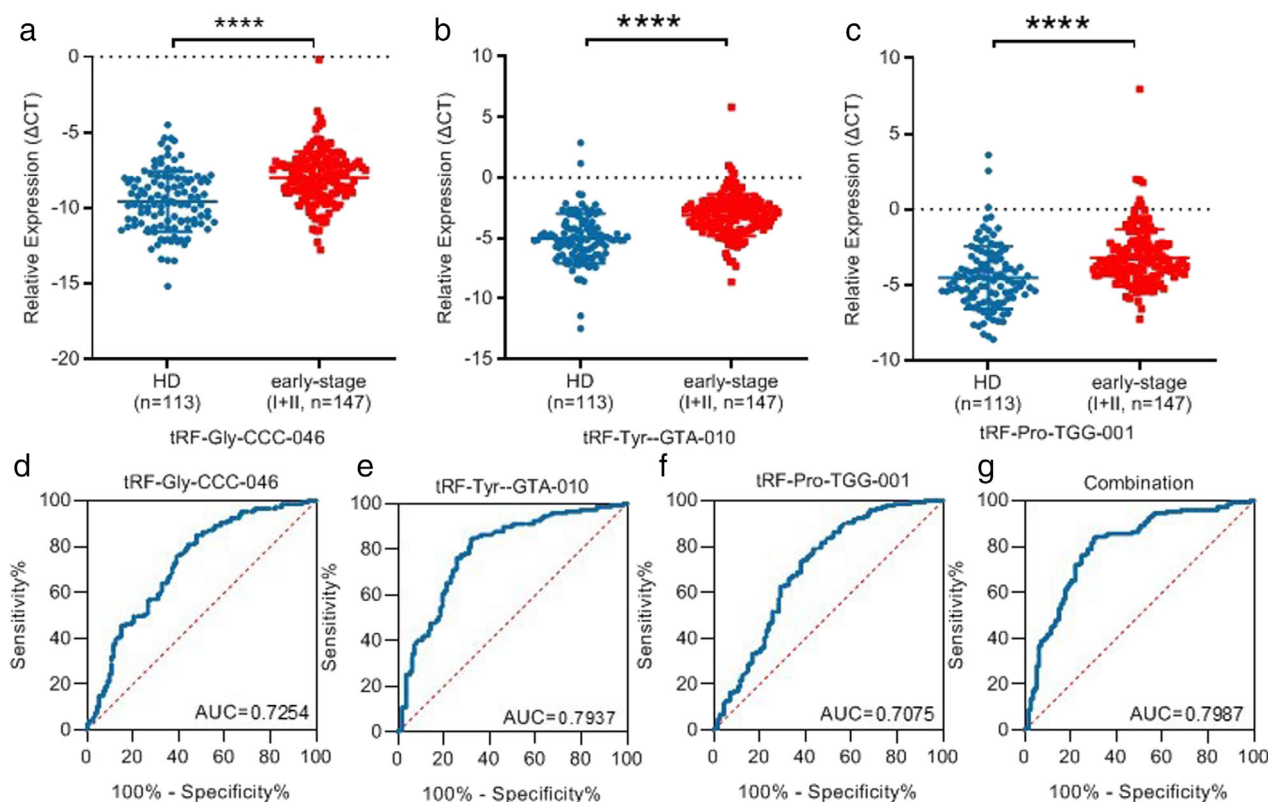 a
****
Relative Expression (ΔCT)
0
-5
-10
-15
-20
HD
(n=113)
early-stage
(I+II, n=147)
tRF-Gly-CCC-046
b
****
Relative Expression (ΔCT)
10
5
0
-5
-10
-15
HD
(n=113)
early-stage
(I+II, n=147)
tRF-Tyr--GTA-010
c
****
Relative Expression (ΔCT)
10
5
0
-5
-10
HD
(n=113)
early-stage
(I+II, n=147)
tRF-Pro-TGG-001
d
tRF-Gly-CCC-046
Sensitivity%
100
80
60
40
20
0
AUC=0.7254
0 20 40 60 80 100
100% - Specificity%
e
tRF-Tyr--GTA-010
Sensitivity%
100
80
60
40
20
0
AUC=0.7937
0 20 40 60 80 100
100% - Specificity%
f
tRF-Pro-TGG-001
Sensitivity%
100
80
60
40
20
0
AUC=0.7075
0 20 40 60 80 100
100% - Specificity%
g
Combination
Sensitivity%
100
80
60
40
20
0
AUC=0.7987
0 20 40 60 80 100
100% - Specificity%